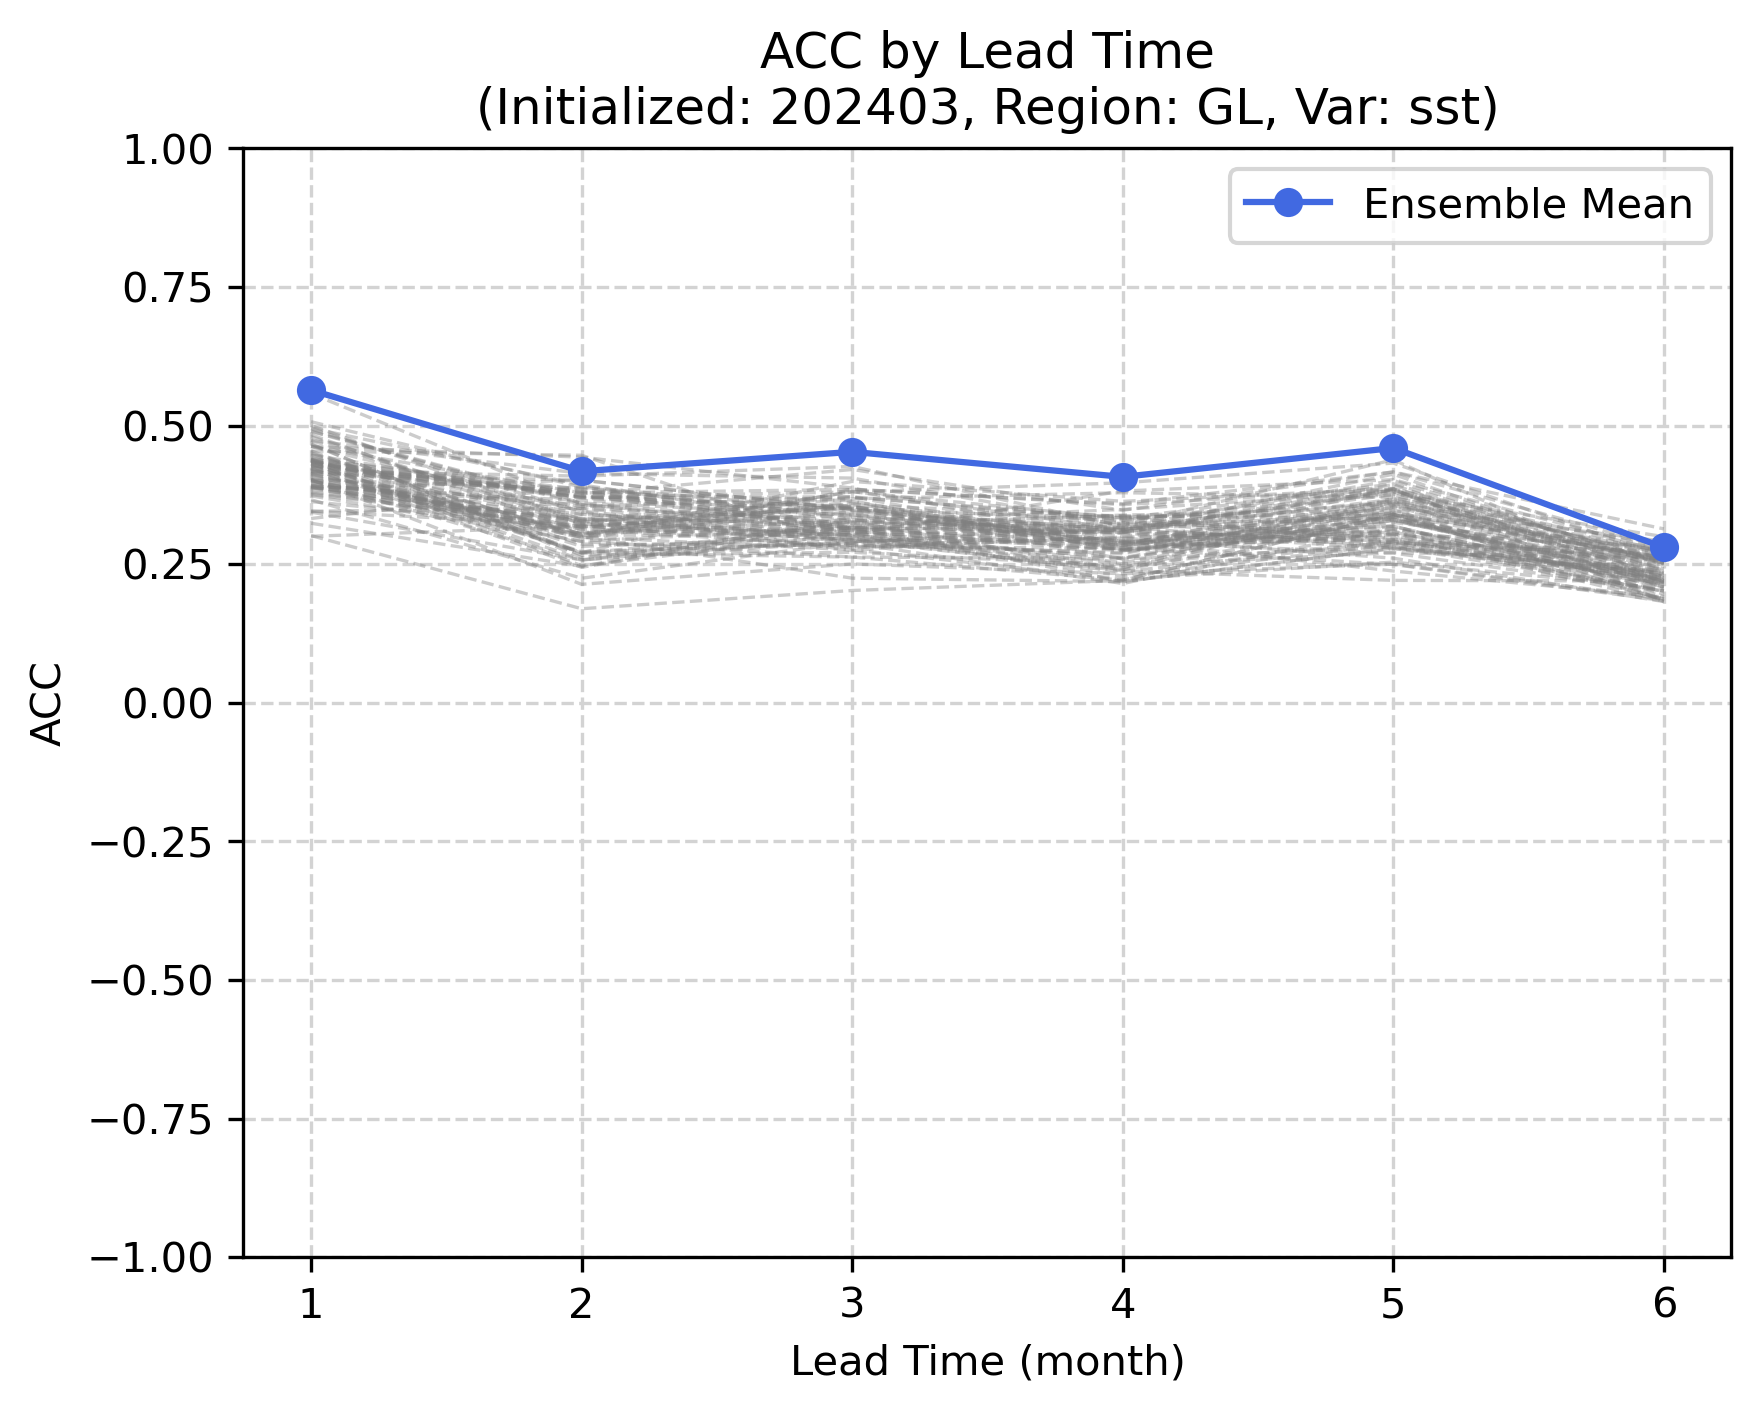 ACC by Lead Time
(Initialized: 202403, Region: GL, Var: sst)
Ensemble Mean
1.00
0.75
0.50
0.25
0.00
−0.25
−0.50
−0.75
−1.00
ACC
1 2 3 4 5 6
Lead Time (month)